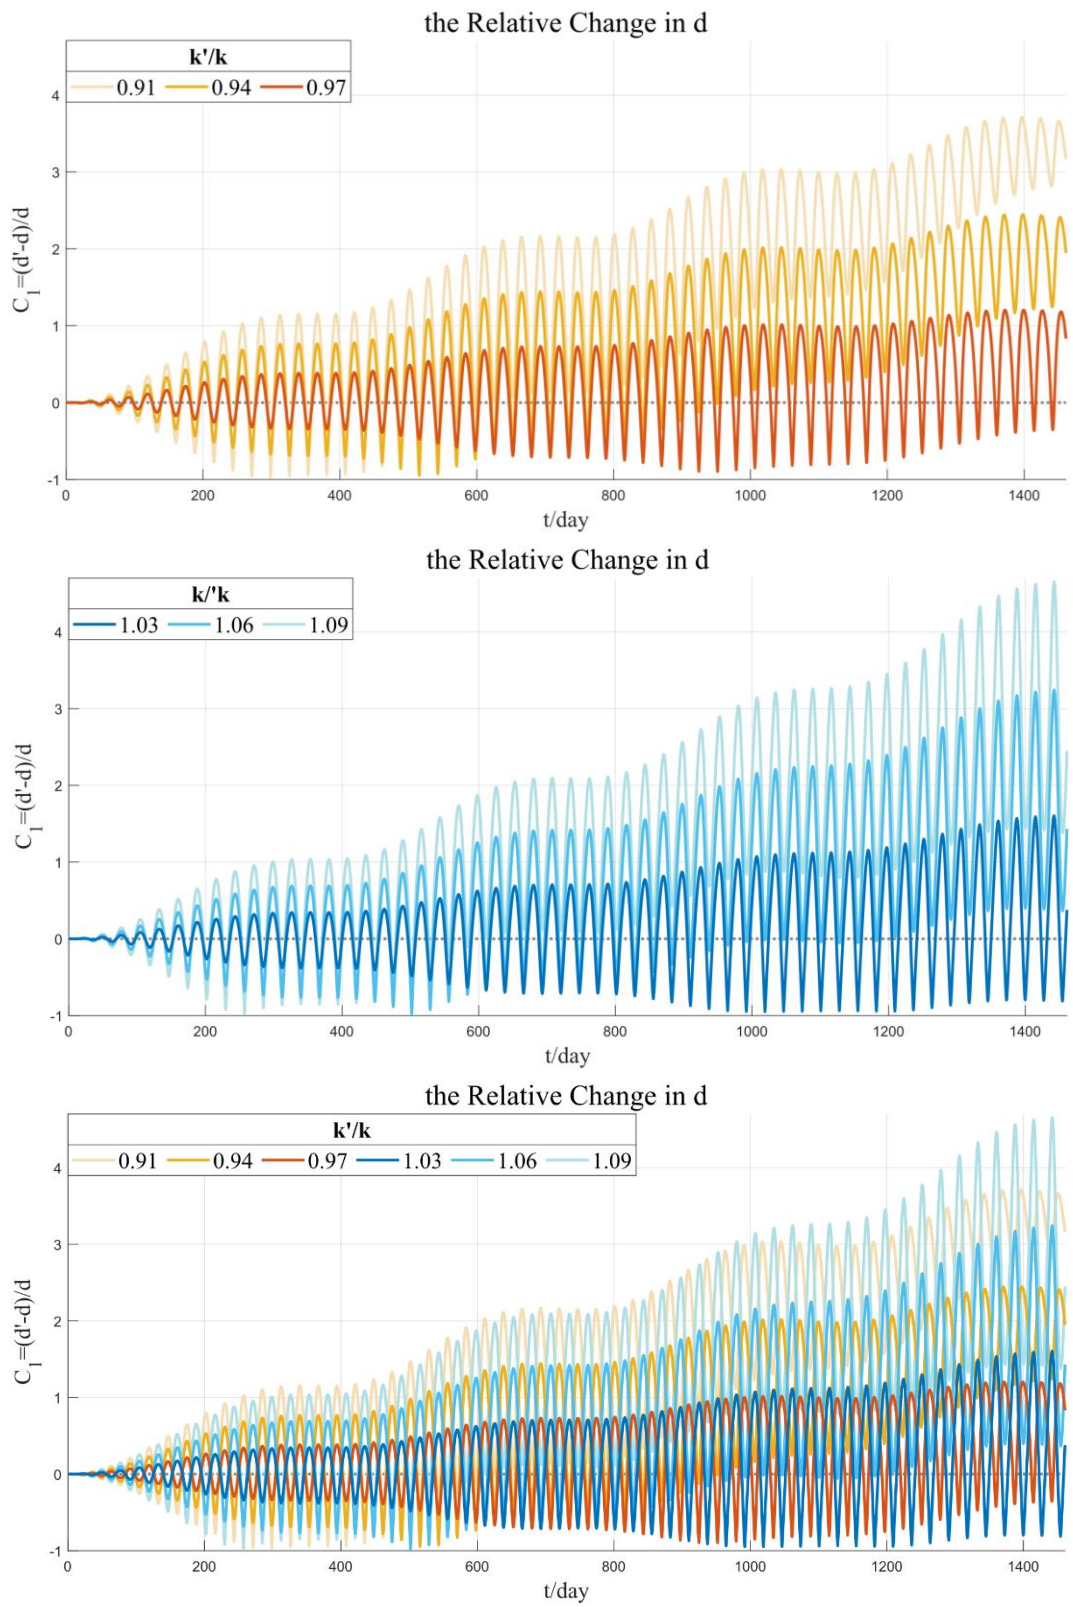 the Relative Change in d
k'/k
0.91 0.94 0.97
4
3
2
1
0
-1
C1=(d'-d)/d
0 200 400 600 800 1000 1200 1400
t/day
the Relative Change in d
k/'k
1.03 1.06 1.09
4
3
2
1
0
-1
C1=(d'-d)/d
0 200 400 600 800 1000 1200 1400
t/day
the Relative Change in d
k'/k
0.91 0.94 0.97 1.03 1.06 1.09
4
3
2
1
0
-1
C1=(d'-d)/d
0 200 400 600 800 1000 1200 1400
t/day